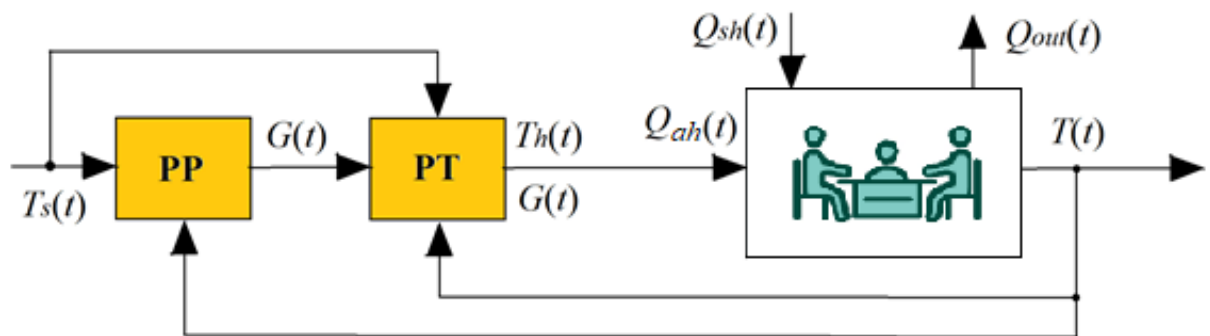 Qsh(t)
Qout(t)
G(t)
Th(t)
Qah(t)
T(t)
PP
PT
Ts(t)
G(t)